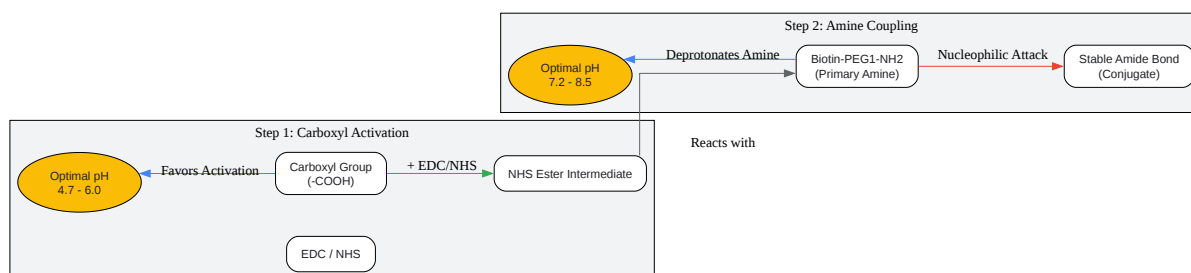 Step 2: Amine Coupling
Optimal pH
7.2 - 8.5
Deprotonates Amine
Biotin-PEG1-NH2
(Primary Amine)
Nucleophilic Attack
Stable Amide Bond
(Conjugate)
Step 1: Carboxyl Activation
Reacts with
Optimal pH
4.7 - 6.0
Favors Activation
Carboxyl Group
(-COOH)
+ EDC/NHS
NHS Ester Intermediate
EDC / NHS